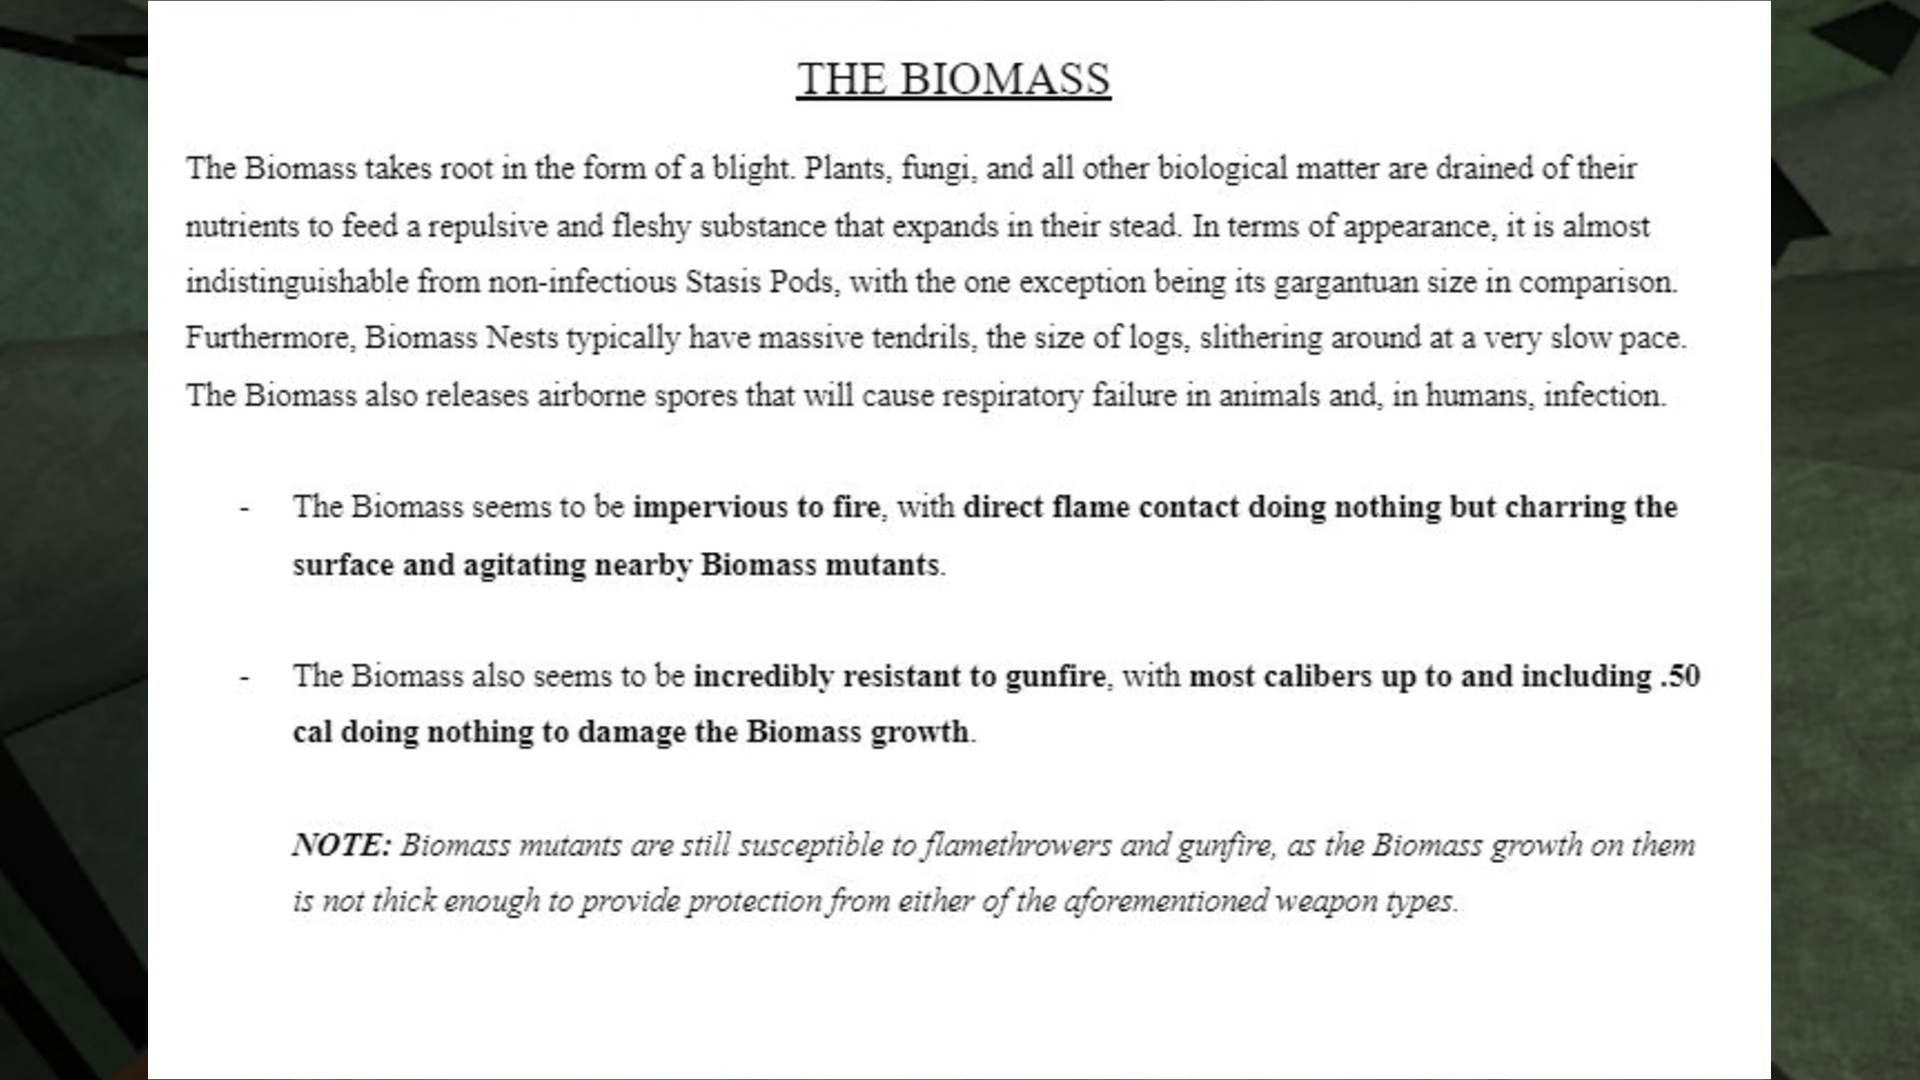 THE BIOMASS
The Biomass takes root in the form of a blight. Plants, fungi, and all other biological matter are drained of their
nutrients to feed a repulsive and fleshy substance that expands in their stead. In terms of appearance, it is almost
indistinguishable from non-infectious Stasis Pods, with the one exception being its gargantuan size in comparison.
Furthermore, Biomass Nests typically have massive tendrils, the size of logs, slithering around at a very slow pace.
The Biomass also releases airborne spores that will cause respiratory failure in animals and, in humans, infection.
- The Biomass seems to be impervious to fire, with direct flame contact doing nothing but charring the
surface and agitating nearby Biomass mutants.
- The Biomass also seems to be incredibly resistant to gunfire, with most calibers up to and including .50
cal doing nothing to damage the Biomass growth.
NOTE: Biomass mutants are still susceptible to flamethrowers and gunfire, as the Biomass growth on them
is not thick enough to provide protection from either of the aforementioned weapon types.